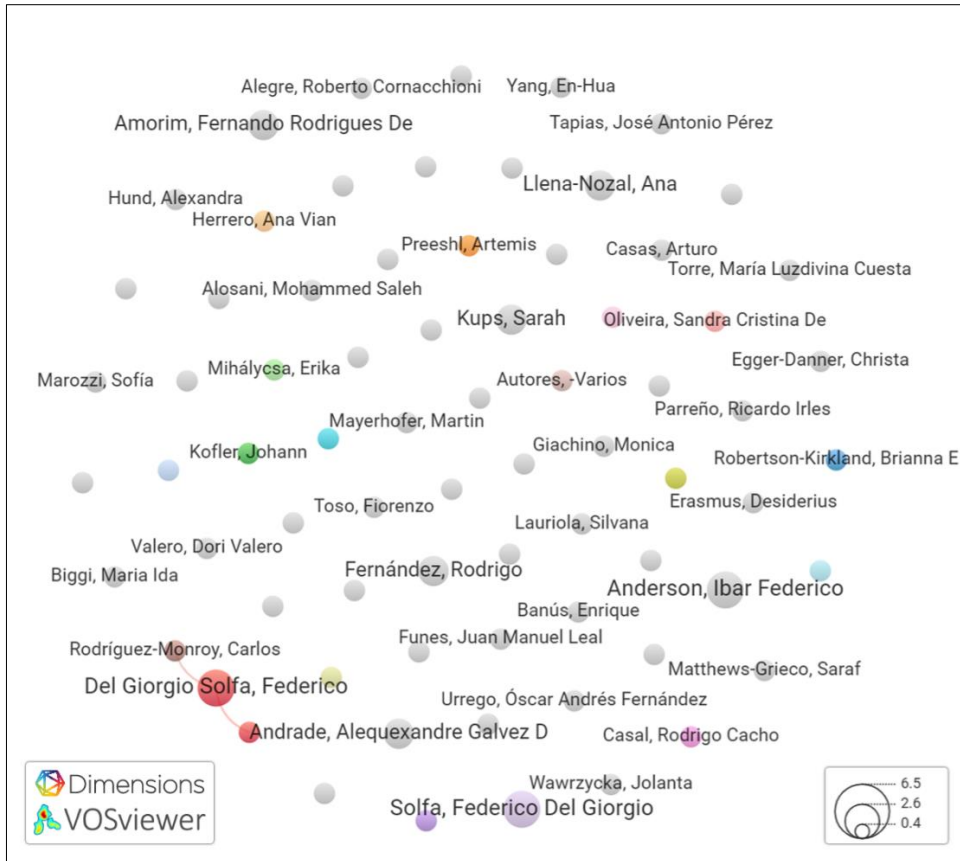 Alegre, Roberto Cornacchioni
Yang, En-Hua
Amorim, Fernando Rodrigues De
Tapias, José Antonio Pérez
Llena-Nozal, Ana
Hund, Alexandra
Herrero, Ana Vian
Preeshl, Artemis
Casas, Arturo
Torre, María Luzdivina Cuesta
Alosani, Mohammed Saleh
Kups, Sarah
Oliveira, Sandra Cristina De
Egger-Danner, Christa
Mihálycsa, Erika
Marozzi, Sofía
Autores, -Varios
Parreño, Ricardo Irles
Mayerhofer, Martin
Giachino, Monica
Kofler, Johann
Robertson-Kirkland, Brianna E
Erasmus, Desiderius
Toso, Fiorenzo
Lauriola, Silvana
Valero, Dori Valero
Fernández, Rodrigo
Biggi, Maria Ida
Anderson, Ibar Federico
Banús, Enrique
Funes, Juan Manuel Leal
Rodríguez-Monroy, Carlos
Matthews-Grieco, Saraf
Del Giorgio Solfa, Federico
Urrego, Óscar Andrés Fernández
Andrade, Alequexandre Galvez D
Casal, Rodrigo Cacho
Wawrzycka, Jolanta
Solfa, Federico Del Giorgio
Dimensions
VOSviewer
6.5
2.6
0.4